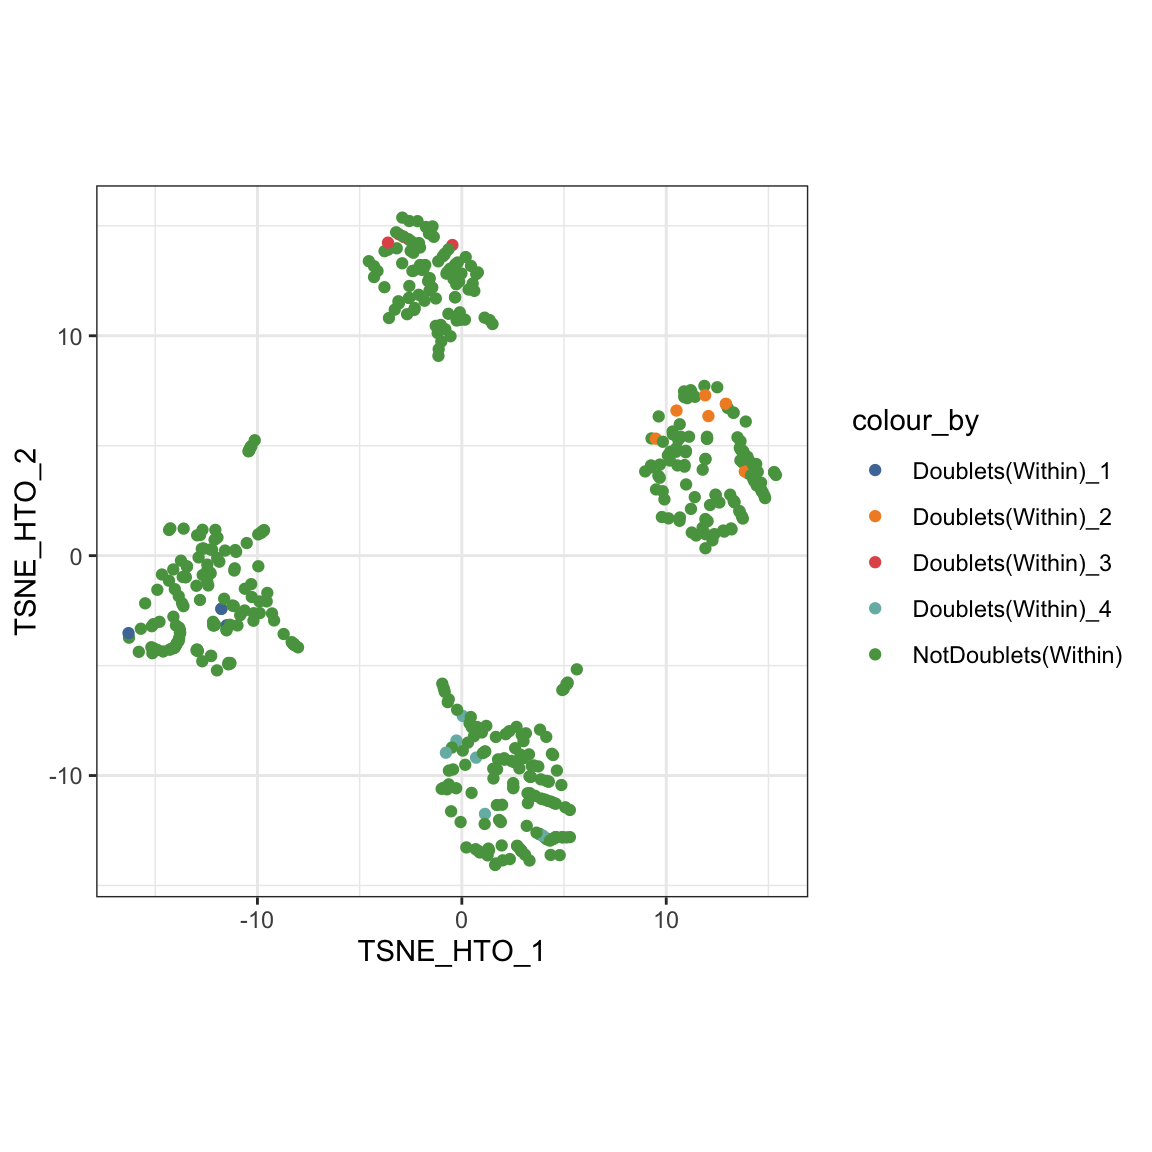 TSNE_HTO_2
10
0
-10
-10
0
10
TSNE_HTO_1
colour_by
Doublets(Within)_1
Doublets(Within)_2
Doublets(Within)_3
Doublets(Within)_4
NotDoublets(Within)